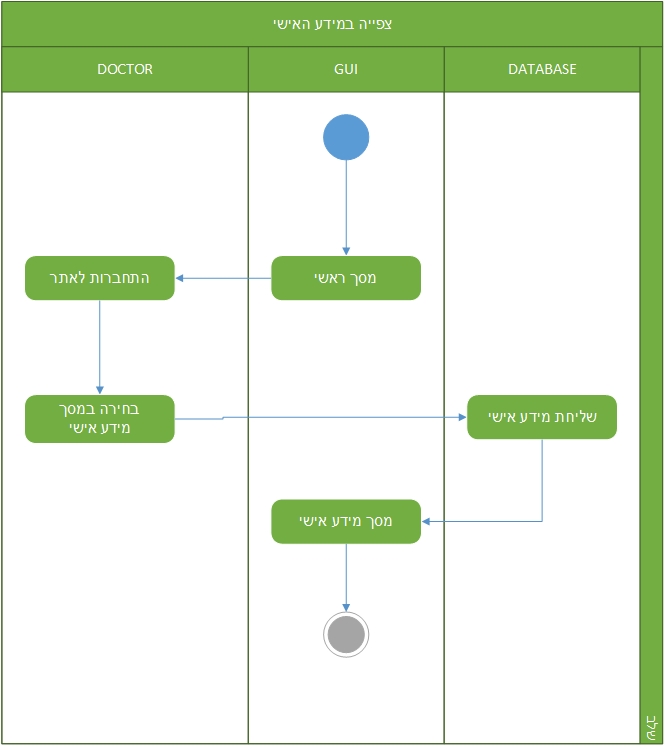 צפייה במידע האישי
DOCTOR
GUI
DATABASE
מסך ראשי
התחברות לאתר
בחירה במסך
מידע אישי
שליחת מידע אישי
מסך מידע אישי
שלב